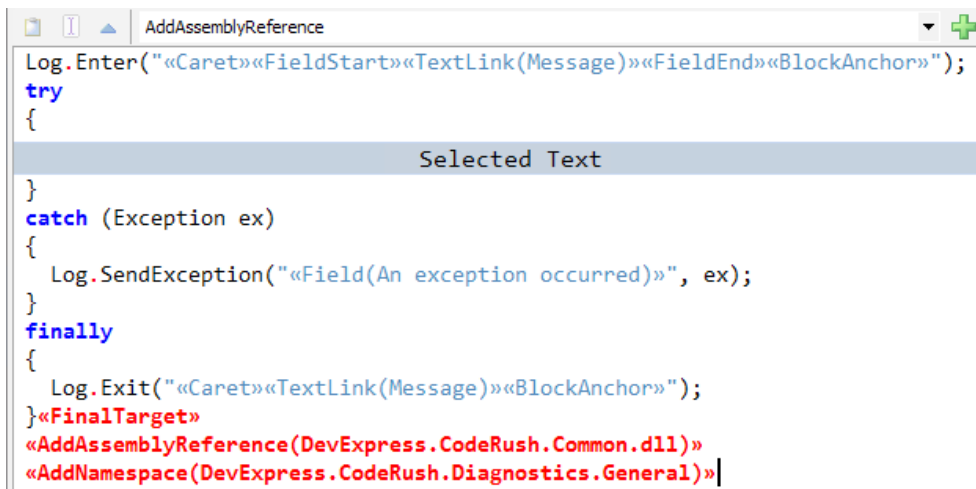 AddAssemblyReference
Log.Enter("«Caret»«FieldStart»«TextLink(Message)»«FieldEnd»«BlockAnchor»");
try
{
Selected Text
}
catch (Exception ex)
{
  Log.SendException("«Field(An exception occurred)»", ex);
}
finally
{
  Log.Exit("«Caret»«TextLink(Message)»«BlockAnchor»");
}«FinalTarget»
«AddAssemblyReference(DevExpress.CodeRush.Common.dll)»
«AddNamespace(DevExpress.CodeRush.Diagnostics.General)»